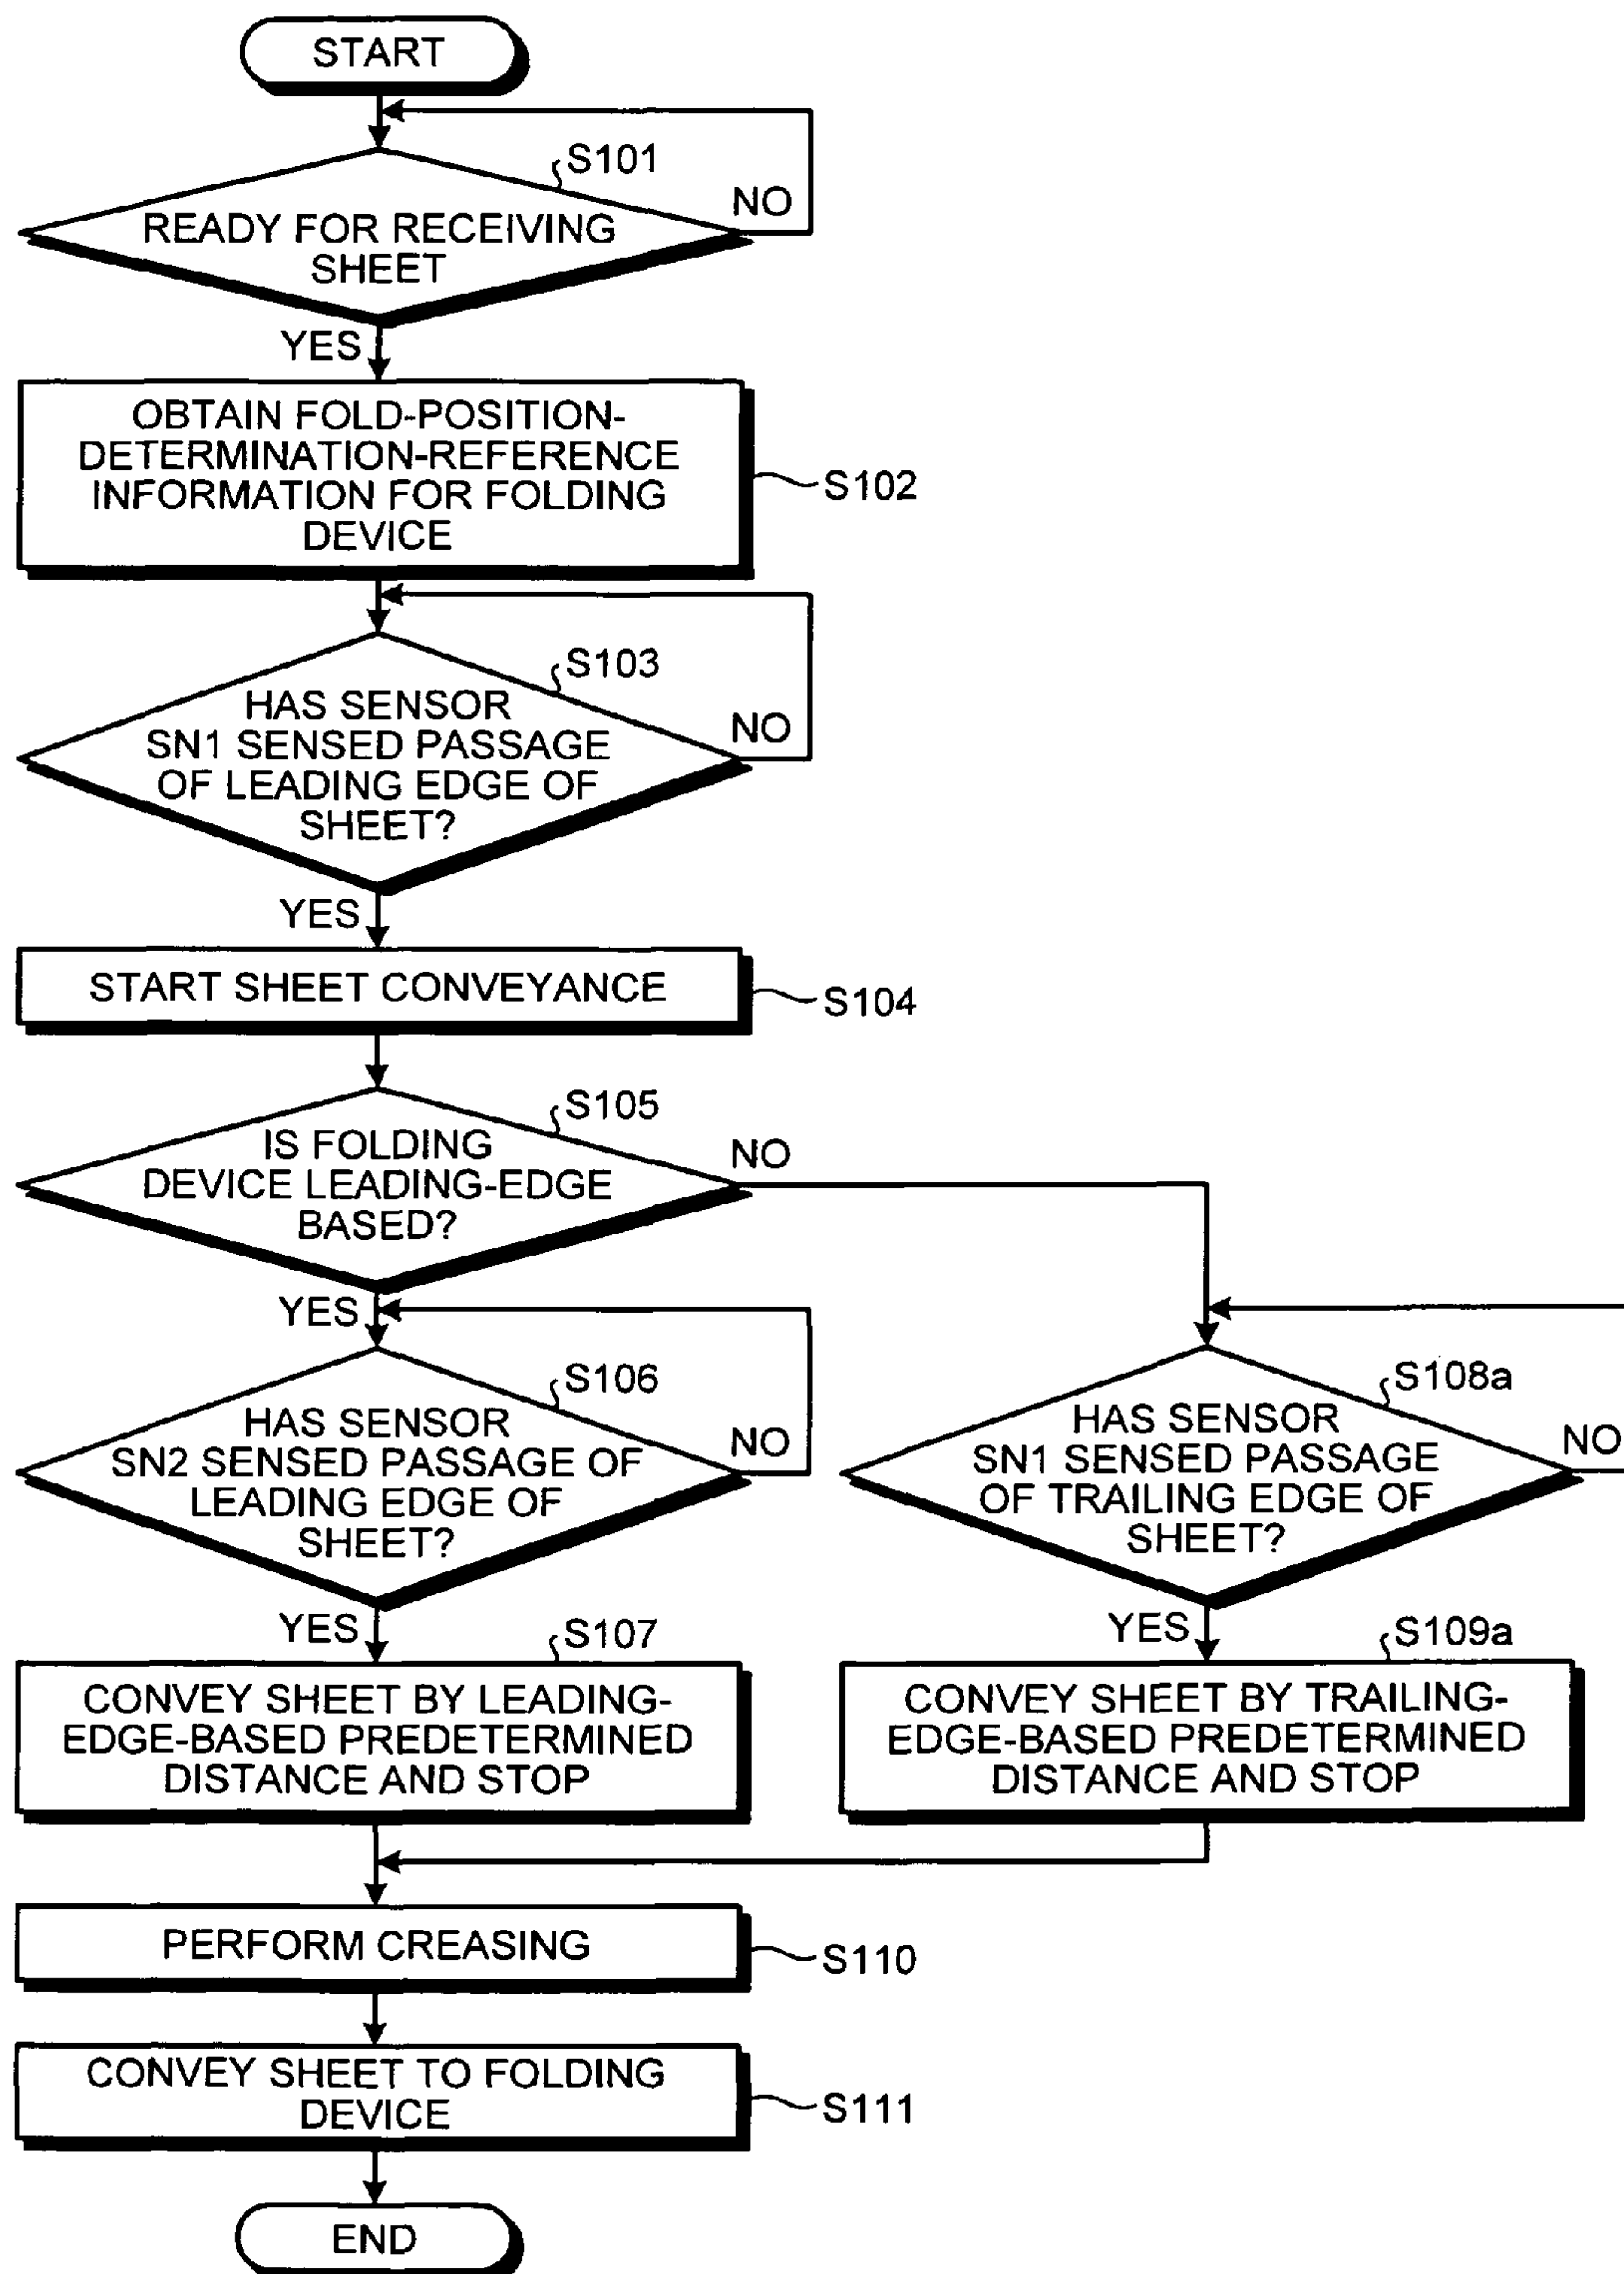 START
S101
READY FOR RECEIVING
SHEET
NO
YES
OBTAIN FOLD-POSITION-
DETERMINATION-REFERENCE
INFORMATION FOR FOLDING
DEVICE
S102
S103
HAS SENSOR
SN1 SENSED PASSAGE
OF LEADING EDGE OF
SHEET?
NO
YES
START SHEET CONVEYANCE
S104
S105
IS FOLDING
DEVICE LEADING-EDGE
BASED?
NO
YES
S106
HAS SENSOR
SN2 SENSED PASSAGE OF
LEADING EDGE OF
SHEET?
NO
YES
S107
CONVEY SHEET BY LEADING-
EDGE-BASED PREDETERMINED
DISTANCE AND STOP
S108a
HAS SENSOR
SN1 SENSED PASSAGE
OF TRAILING EDGE OF
SHEET?
NO
YES
S109a
CONVEY SHEET BY TRAILING-
EDGE-BASED PREDETERMINED
DISTANCE AND STOP
PERFORM CREASING
S110
CONVEY SHEET TO FOLDING
DEVICE
S111
END